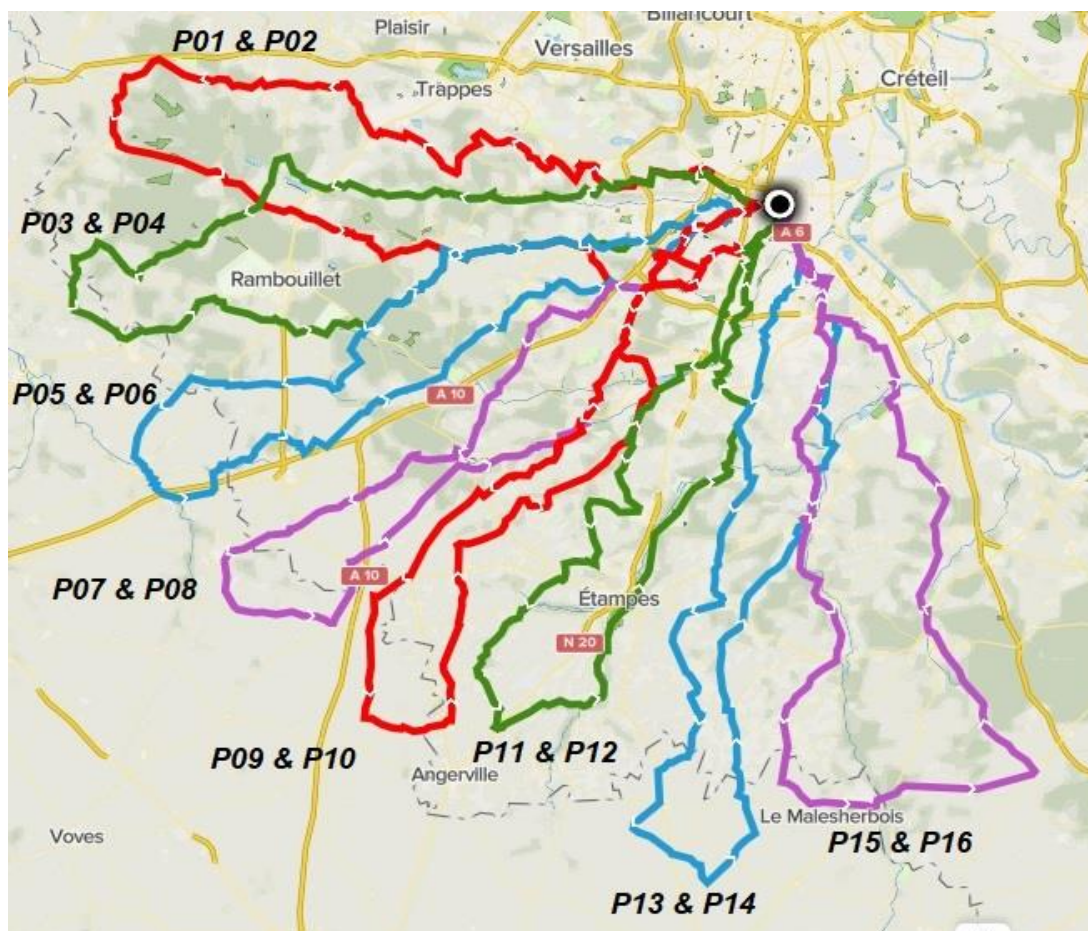 Billancourt
P01 & P02
Plaisir
Versailles
Créteil
Trappes
P03 & P04
A 6
Rambouillet
P05 & P06
A 10
A 10
P07 & P08
Étampes
N 20
P09 & P10
P11 & P12
Angerville
Le Malesherbois
Voves
P15 & P16
P13 & P14